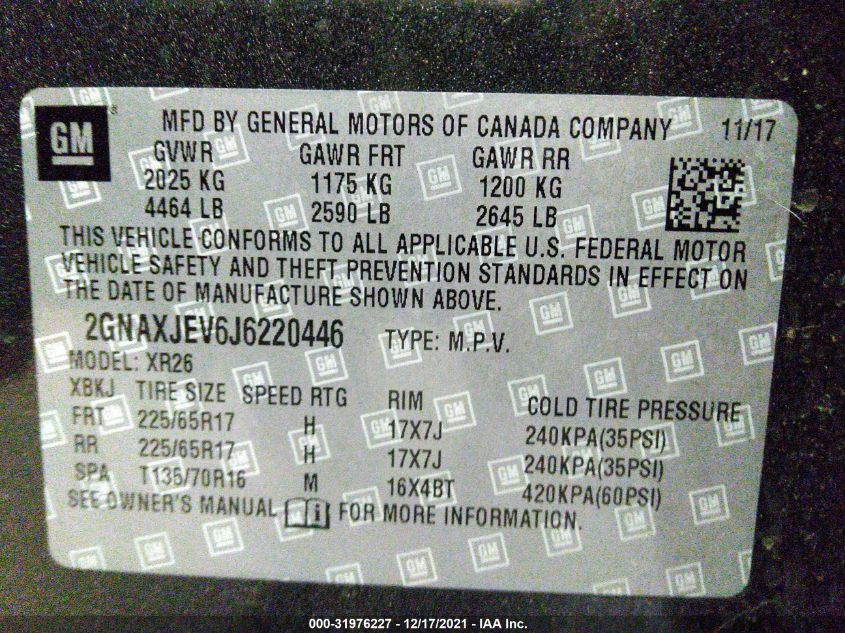 GM
MFD BY GENERAL MOTORS OF CANADA COMPANY 11/17
GVWR GAWR FRT GAWR RR
2025 KG 1175 KG 1200 KG
4464 LB 2590 LB 2645 LB
THIS VEHICLE CONFORMS TO ALL APPLICABLE U.S. FEDERAL MOTOR
VEHICLE SAFETY AND THEFT PREVENTION STANDARDS IN EFFECT ON
THE DATE OF MANUFACTURE SHOWN ABOVE.
2GNAXJEV6J6220446 TYPE: M.P.V.
MODEL: XR26
XBKJ TIRE SIZE SPEED RTG RIM COLD TIRE PRESSURE
FRT 225/65R17 H 17X7J 240KPA(35PSI)
RR 225/65R17 H 17X7J 240KPA(35PSI)
SPA T135/70R16 M 16X4BT 420KPA(60PSI)
SEE OWNER'S MANUAL i FOR MORE INFORMATION.
000-31976227 - 12/17/2021 - IAA Inc.